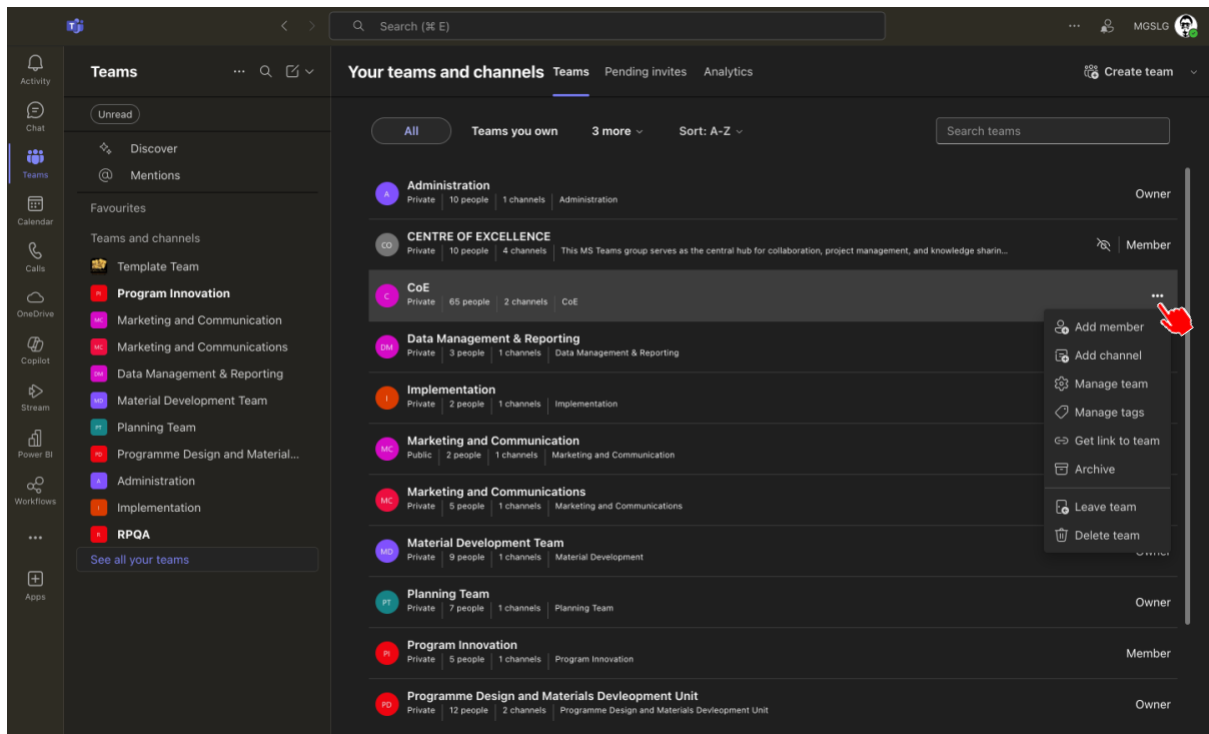 Search (⌘ E)
MGSLG
Activity
Chat
Teams
Calendar
Calls
OneDrive
Copilot
Stream
Power BI
Workflows
Apps
Teams
Unread
Discover
Mentions
Favourites
Teams and channels
Template Team
Program Innovation
Marketing and Communication
Marketing and Communications
Data Management & Reporting
Material Development Team
Planning Team
Programme Design and Material...
Administration
Implementation
RPQA
See all your teams
Your teams and channels Teams Pending invites Analytics
Create team
All Teams you own 3 more Sort: A-Z
Search teams
A Administration Owner
Private 10 people 1 channels Administration
CO CENTRE OF EXCELLENCE Member
Private 10 people 4 channels This MS Teams group serves as the central hub for collaboration, project management, and knowledge sharin...
C CoE
Private 65 people 2 channels CoE
DM Data Management & Reporting
Private 3 people 1 channels Data Management & Reporting
I Implementation
Private 2 people 1 channels Implementation
MC Marketing and Communication
Public 2 people 1 channels Marketing and Communication
MC Marketing and Communications
Private 5 people 1 channels Marketing and Communications
MD Material Development Team
Private 9 people 1 channels Material Development
PT Planning Team Owner
Private 7 people 1 channels Planning Team
PI Program Innovation Member
Private 5 people 1 channels Program Innovation
PD Programme Design and Materials Devleopment Unit Owner
Private 12 people 2 channels Programme Design and Materials Devleopment Unit
Add member
Add channel
Manage team
Manage tags
Get link to team
Archive
Leave team
Delete team